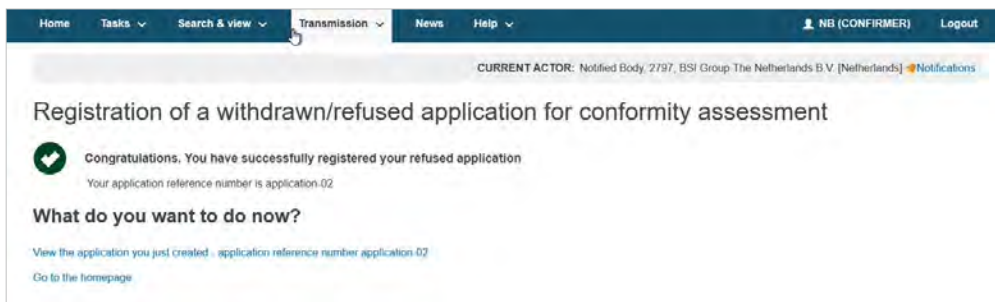 Home Tasks Search & view Transmission News Help NB (CONFIRMER) Logout
CURRENT ACTOR: Notified Body, 2797, BSI Group The Netherlands B.V. [Netherlands] Notifications
Registration of a withdrawn/refused application for conformity assessment
Congratulations. You have successfully registered your refused application
Your application reference number is application-02
What do you want to do now?
View the application you just created - application reference number application-02
Go to the homepage